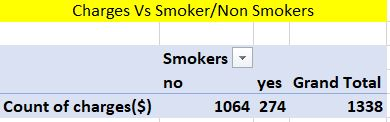 Charges Vs Smoker/Non Smokers
Smokers
no yes Grand Total
Count of charges($) 1064 274 1338